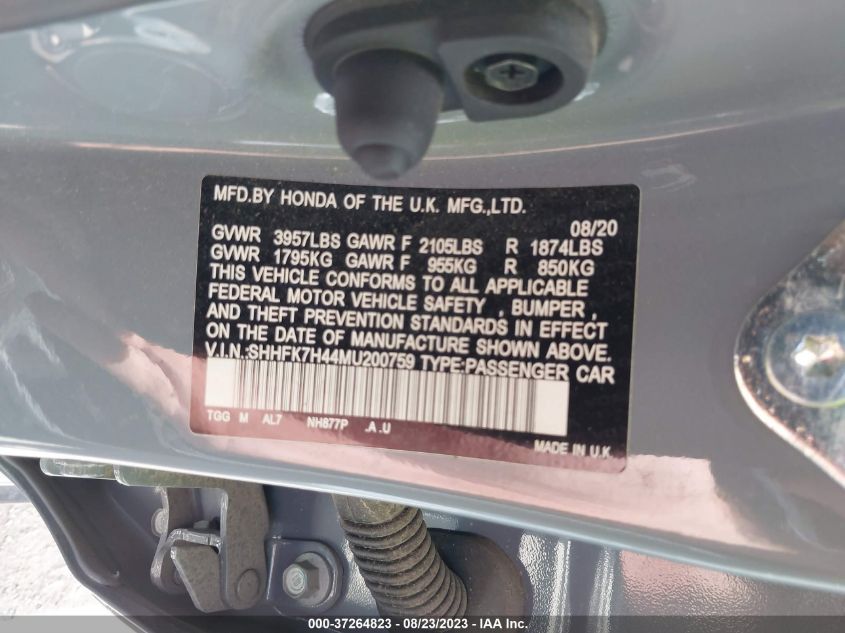 MFD.BY HONDA OF THE U.K. MFG.,LTD.
08/20
GVWR 3957LBS GAWR F 2105LBS R 1874LBS
GVWR 1795KG GAWR F 955KG R 850KG
THIS VEHICLE CONFORMS TO ALL APPLICABLE
FEDERAL MOTOR VEHICLE SAFETY , BUMPER ,
AND THEFT PREVENTION STANDARDS IN EFFECT
ON THE DATE OF MANUFACTURE SHOWN ABOVE.
V.I.N.:SHHFK7H44MU200759 TYPE:PASSENGER CAR
TGG M AL7 NH877P .A .U
MADE IN U.K.
000-37264823 - 08/23/2023 - IAA Inc.